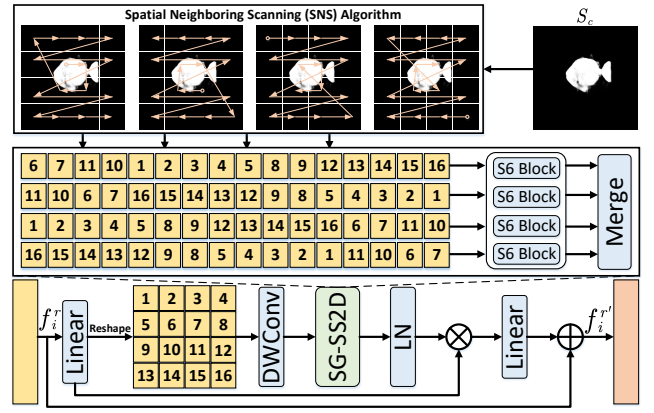 Spatial Neighboring Scanning (SNS) Algorithm
S_c
6 7 11 10 1 2 3 4 5 8 9 12 13 14 15 16 S6 Block
11 10 6 7 16 15 14 13 12 9 8 5 4 3 2 1 S6 Block
1 2 3 4 5 8 9 12 13 14 15 16 6 7 11 10 S6 Block
16 15 14 13 12 9 8 5 4 3 2 1 11 10 6 7 S6 Block
Merge
f_i^r
Linear
Reshape
1 2 3 4
5 6 7 8
9 10 11 12
13 14 15 16
DWConv
SG-SS2D
LN
Linear
f_i^{r'}